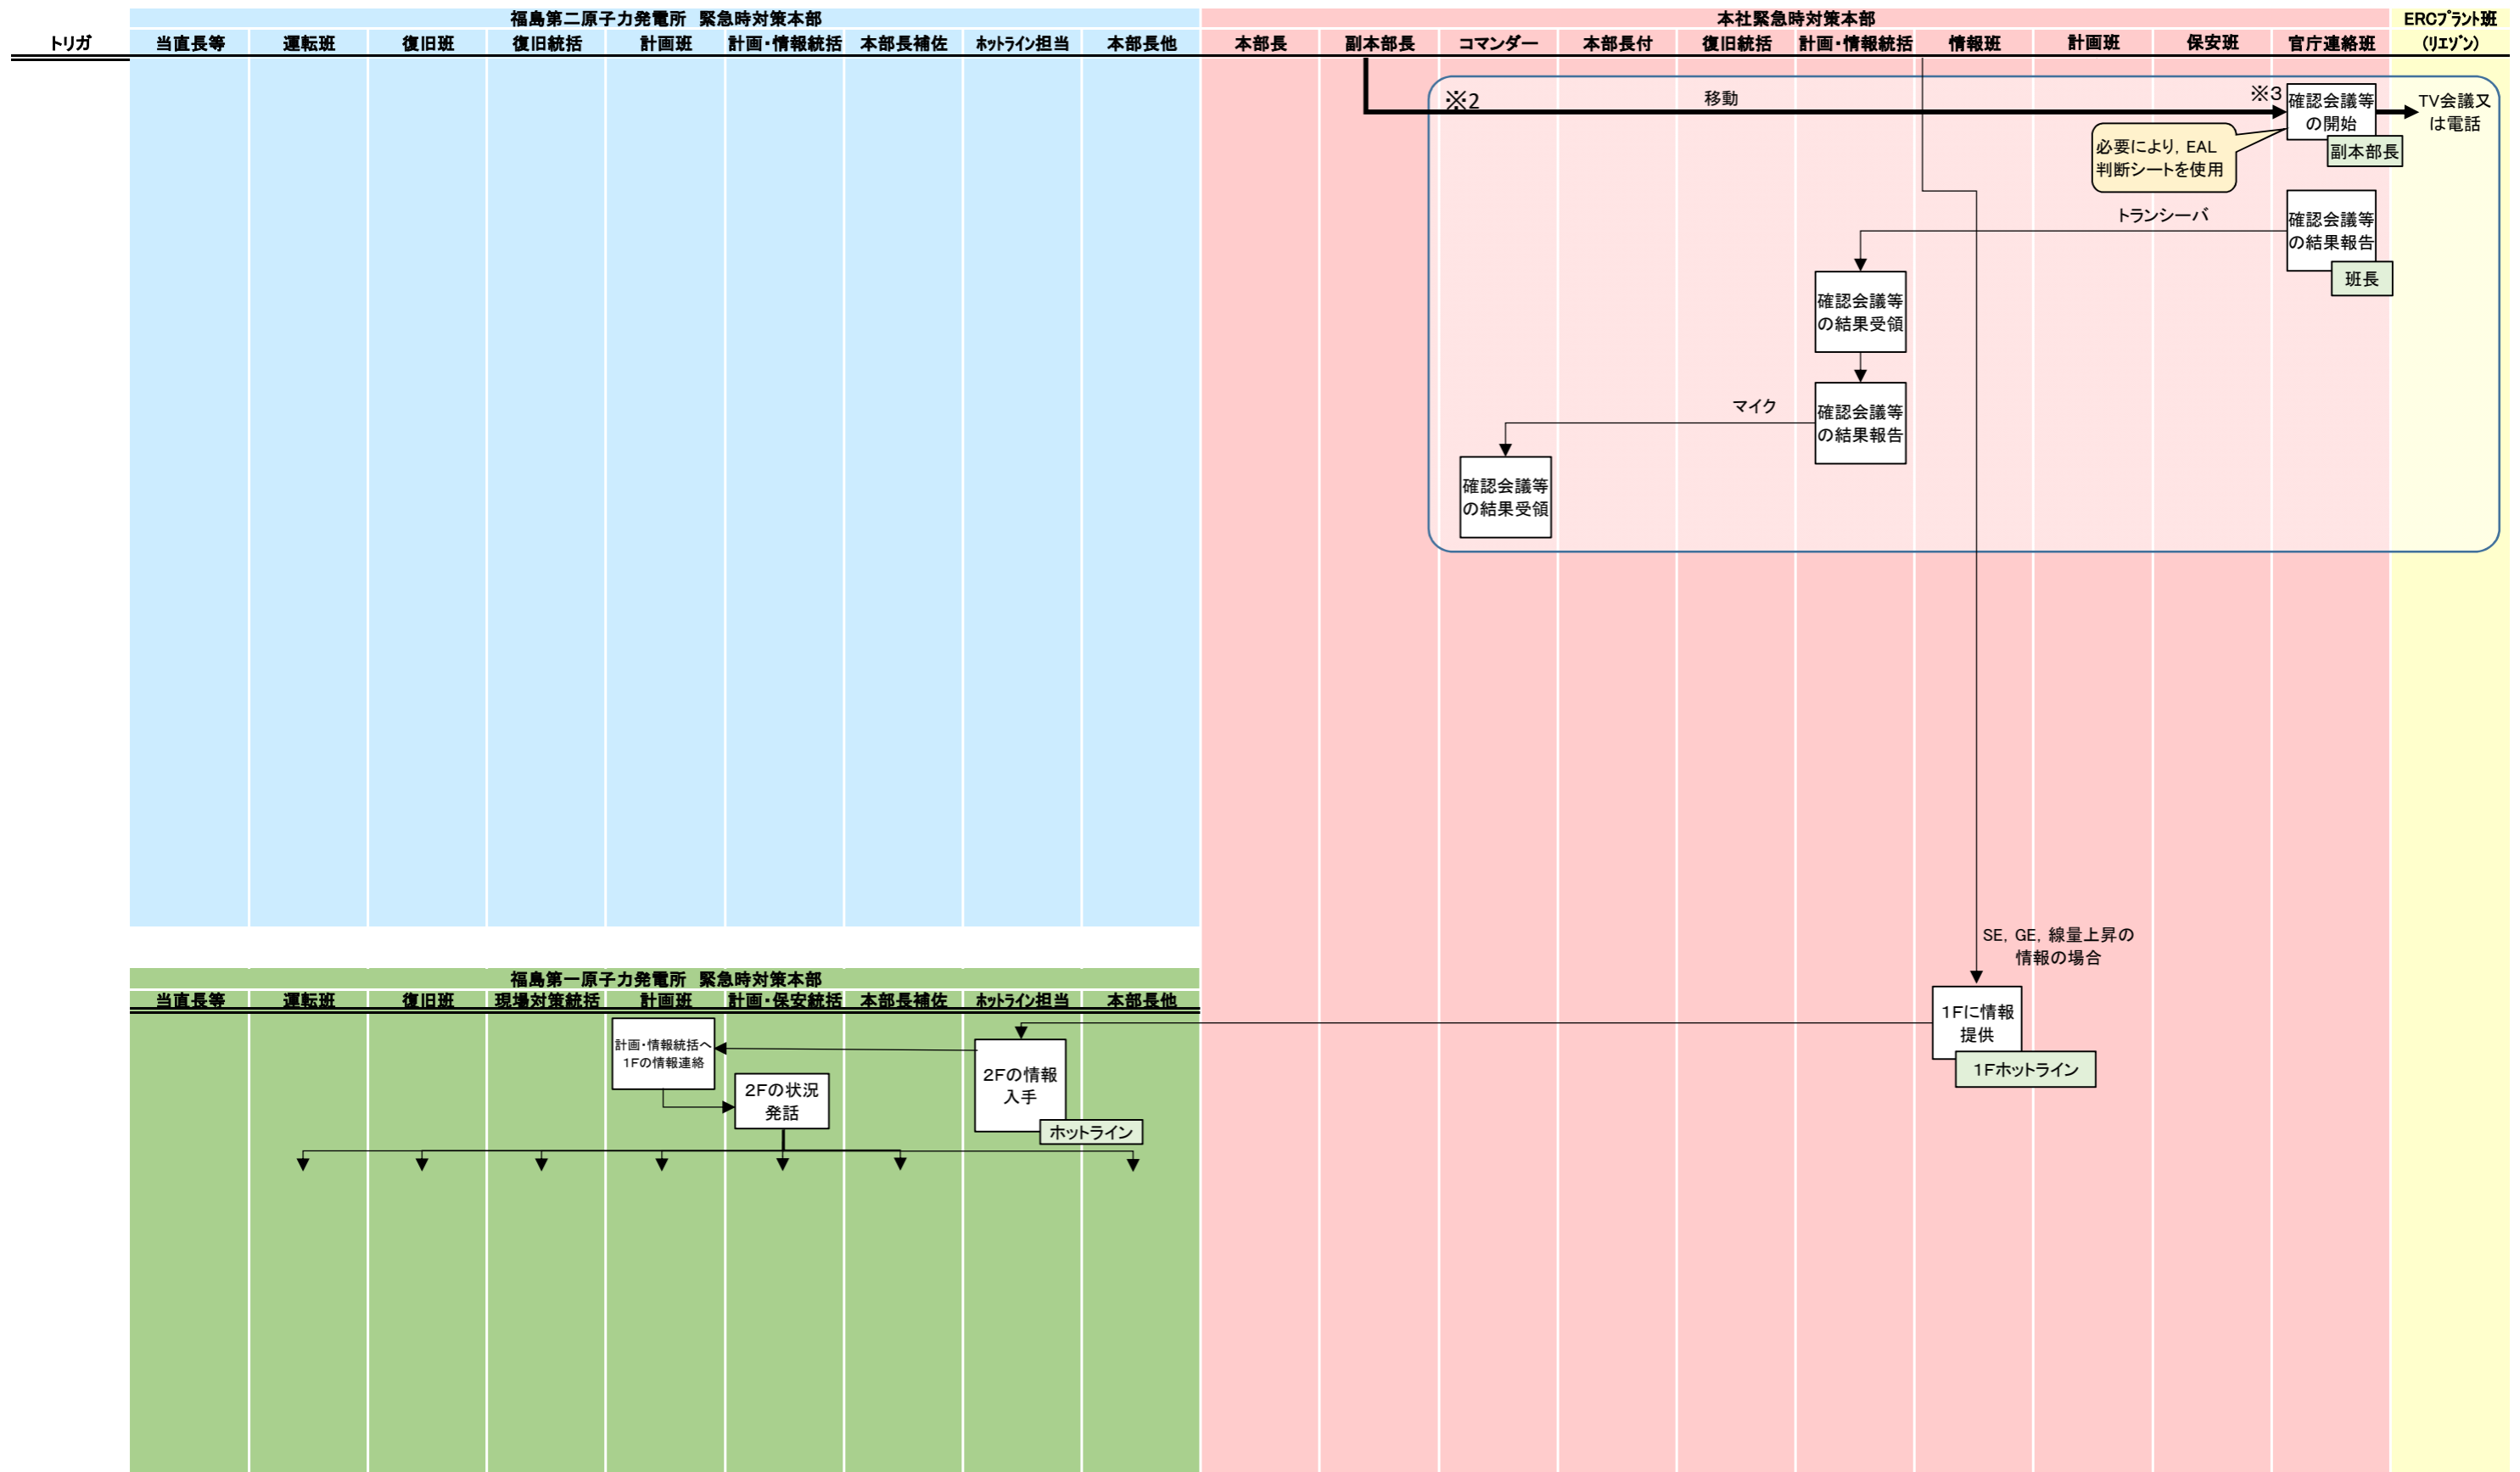 福島第二原子力発電所　緊急時対策本部
本社緊急時対策本部
ERCﾌﾟﾗﾝﾄ班
(ﾘｴｿﾞﾝ)
トリガ
当直長等
運転班
復旧班
復旧統括
計画班
計画・情報統括
本部長補佐
ﾎｯﾄﾗｲﾝ担当
本部長他
本部長
副本部長
コマンダー
本部長付
復旧統括
計画・情報統括
情報班
計画班
保安班
官庁連絡班
※2
移動
※3
確認会議等
の開始
副本部長
TV会議又
は電話
必要により，EAL
判断シートを使用
トランシーバ
確認会議等
の結果報告
班長
確認会議等
の結果受領
マイク
確認会議等
の結果報告
確認会議等
の結果受領
SE，GE，線量上昇の
情報の場合
福島第一原子力発電所　緊急時対策本部
当直長等
運転班
復旧班
現場対策統括
計画班
計画・保安統括
本部長補佐
ﾎｯﾄﾗｲﾝ担当
本部長他
1Fに情報
提供
1Fホットライン
計画・情報統括へ
1Fの情報連絡
2Fの情報
入手
ホットライン
2Fの状況
発話